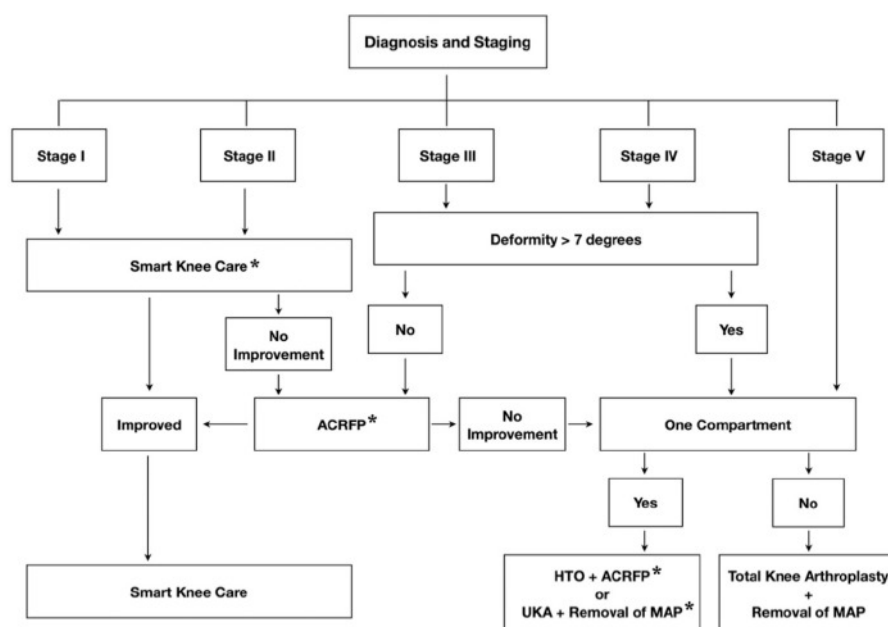 Diagnosis and Staging
Stage I
Stage II
Stage III
Stage IV
Stage V
Smart Knee Care*
Deformity > 7 degrees
No
Improvement
No
Yes
Improved
ACRFP*
No
Improvement
One Compartment
Yes
No
Smart Knee Care
HTO + ACRFP*
or
UKA + Removal of MAP*
Total Knee Arthroplasty
+
Removal of MAP